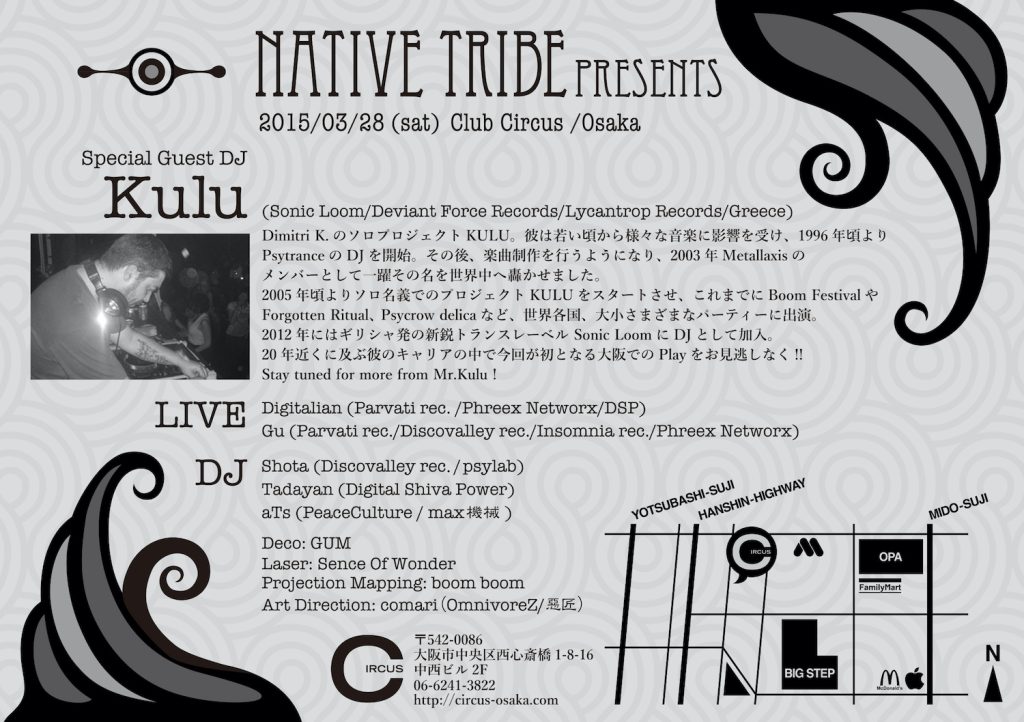 NATIVE TRIBE PRESENTS
2015/03/28 (sat) Club Circus /Osaka
Special Guest DJ
Kulu
(Sonic Loom/Deviant Force Records/Lycantrop Records/Greece)
Dimitri K. のソロプロジェクト KULU。彼は若い頃から様々な音楽に影響を受け、1996 年頃より
Psytrance の DJ を開始。その後、楽曲制作を行うようになり、2003 年 Metallaxis の
メンバーとして一躍その名を世界中へ轟かせました。
2005 年頃よりソロ名義でのプロジェクト KULU をスタートさせ、これまでに Boom Festival や
Forgotten Ritual、Psycrow delica など、世界各国、大小さまざまなパーティーに出演。
2012 年にはギリシャ発の新鋭トランスレーベル Sonic Loom に DJ として加入。
20 年近くに及ぶ彼のキャリアの中で今回が初となる大阪での Play をお見逃しなく !!
Stay tuned for more from Mr.Kulu !
LIVE
Digitalian (Parvati rec. /Phreex Networx/DSP)
Gu (Parvati rec./Discovalley rec./Insomnia rec./Phreex Networx)
DJ
Shota (Discovalley rec. /psylab)
Tadayan (Digital Shiva Power)
aTs (PeaceCulture / max機械 )
Deco: GUM
Laser: Sence Of Wonder
Projection Mapping: boom boom
Art Direction: comari (OmnivoreZ/惡匠)
CIRCUS
〒542-0086
大阪市中央区西心斎橋 1-8-16
中西ビル 2F
06-6241-3822
http://circus-osaka.com
YOTSUBASHI-SUJI
HANSHIN-HIGHWAY
MIDO-SUJI
CIRCUS
OPA
FamilyMart
BIG STEP
McDonald's
N